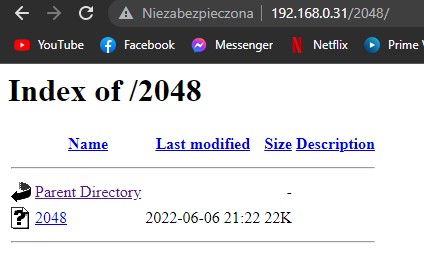 Niezabezpieczona | 192.168.0.31/2048/
YouTube Facebook Messenger Netflix Prime
Index of /2048
Name Last modified Size Description
Parent Directory -
2048 2022-06-06 21:22 22K